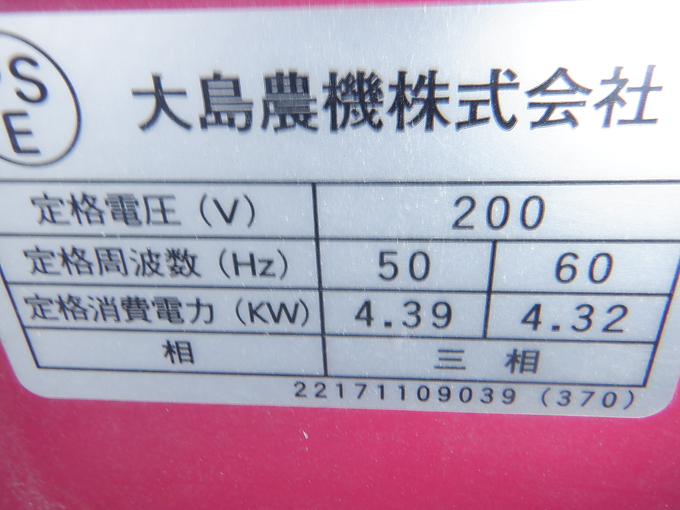 PS
E
大島農機株式会社
定格電圧（V） 200
定格周波数（Hz） 50 60
定格消費電力（KW） 4.39 4.32
相 三相
22171109039（370）